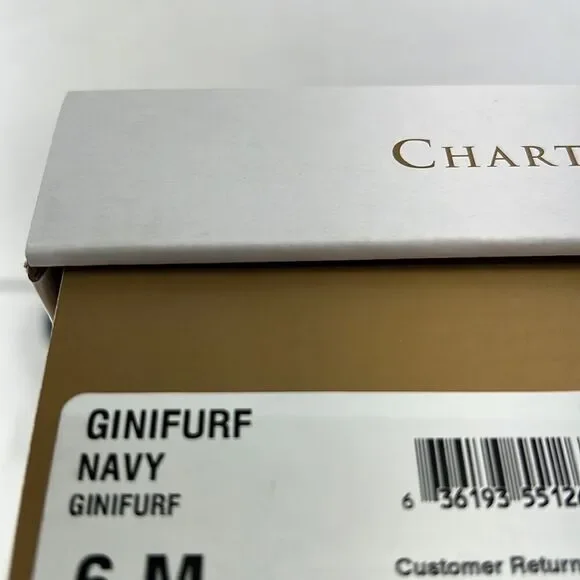 CHART
GINIFURF
NAVY
GINIFURF
6 36193 5512
6 M
Customer Return